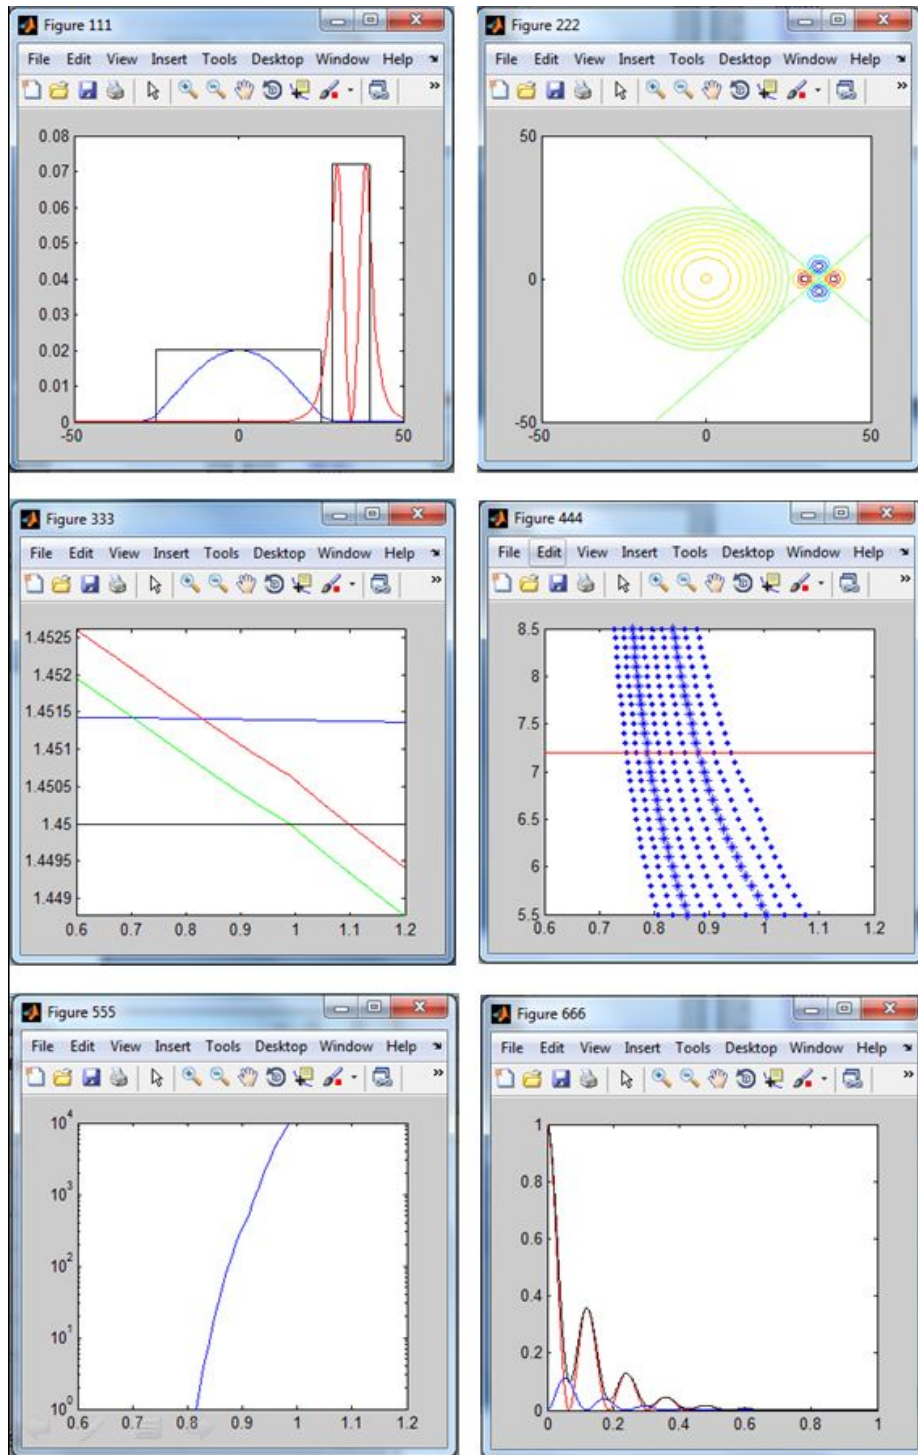 Figure 111
File Edit View Insert Tools Desktop Window Help
0.08
0.07
0.06
0.05
0.04
0.03
0.02
0.01
0
-50 0 50
Figure 222
File Edit View Insert Tools Desktop Window Help
50
0
-50
-50 0 50
Figure 333
File Edit View Insert Tools Desktop Window Help
1.4525
1.452
1.4515
1.451
1.4505
1.45
1.4495
1.449
0.6 0.7 0.8 0.9 1 1.1 1.2
Figure 444
File Edit View Insert Tools Desktop Window Help
8.5
8
7.5
7
6.5
6
5.5
0.6 0.7 0.8 0.9 1 1.1 1.2
Figure 555
File Edit View Insert Tools Desktop Window Help
10^4
10^3
10^2
10^1
10^0
0.6 0.7 0.8 0.9 1 1.1 1.2
Figure 666
File Edit View Insert Tools Desktop Window Help
1
0.8
0.6
0.4
0.2
0
0 0.2 0.4 0.6 0.8 1